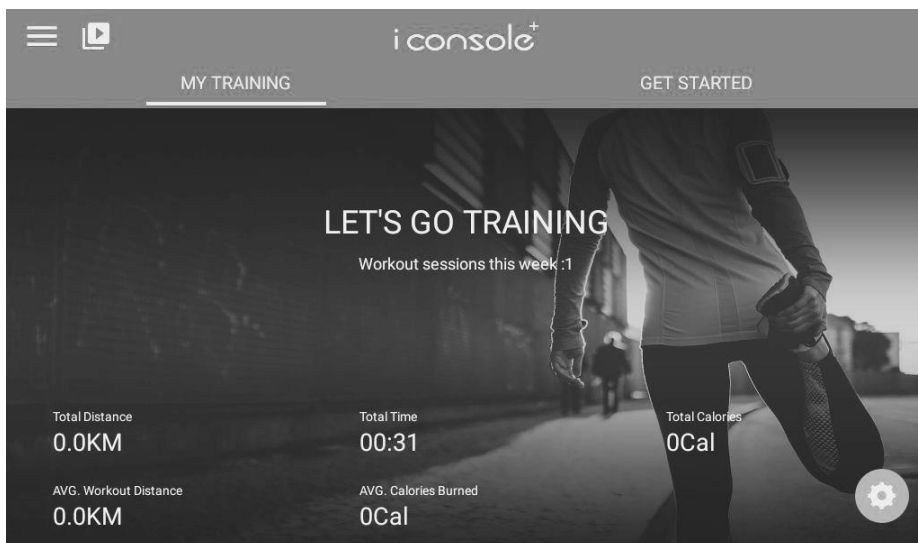 i console+
MY TRAINING
GET STARTED
LET'S GO TRAINING
Workout sessions this week :1
Total Distance
0.0KM
Total Time
00:31
Total Calories
0Cal
AVG. Workout Distance
0.0KM
AVG. Calories Burned
0Cal